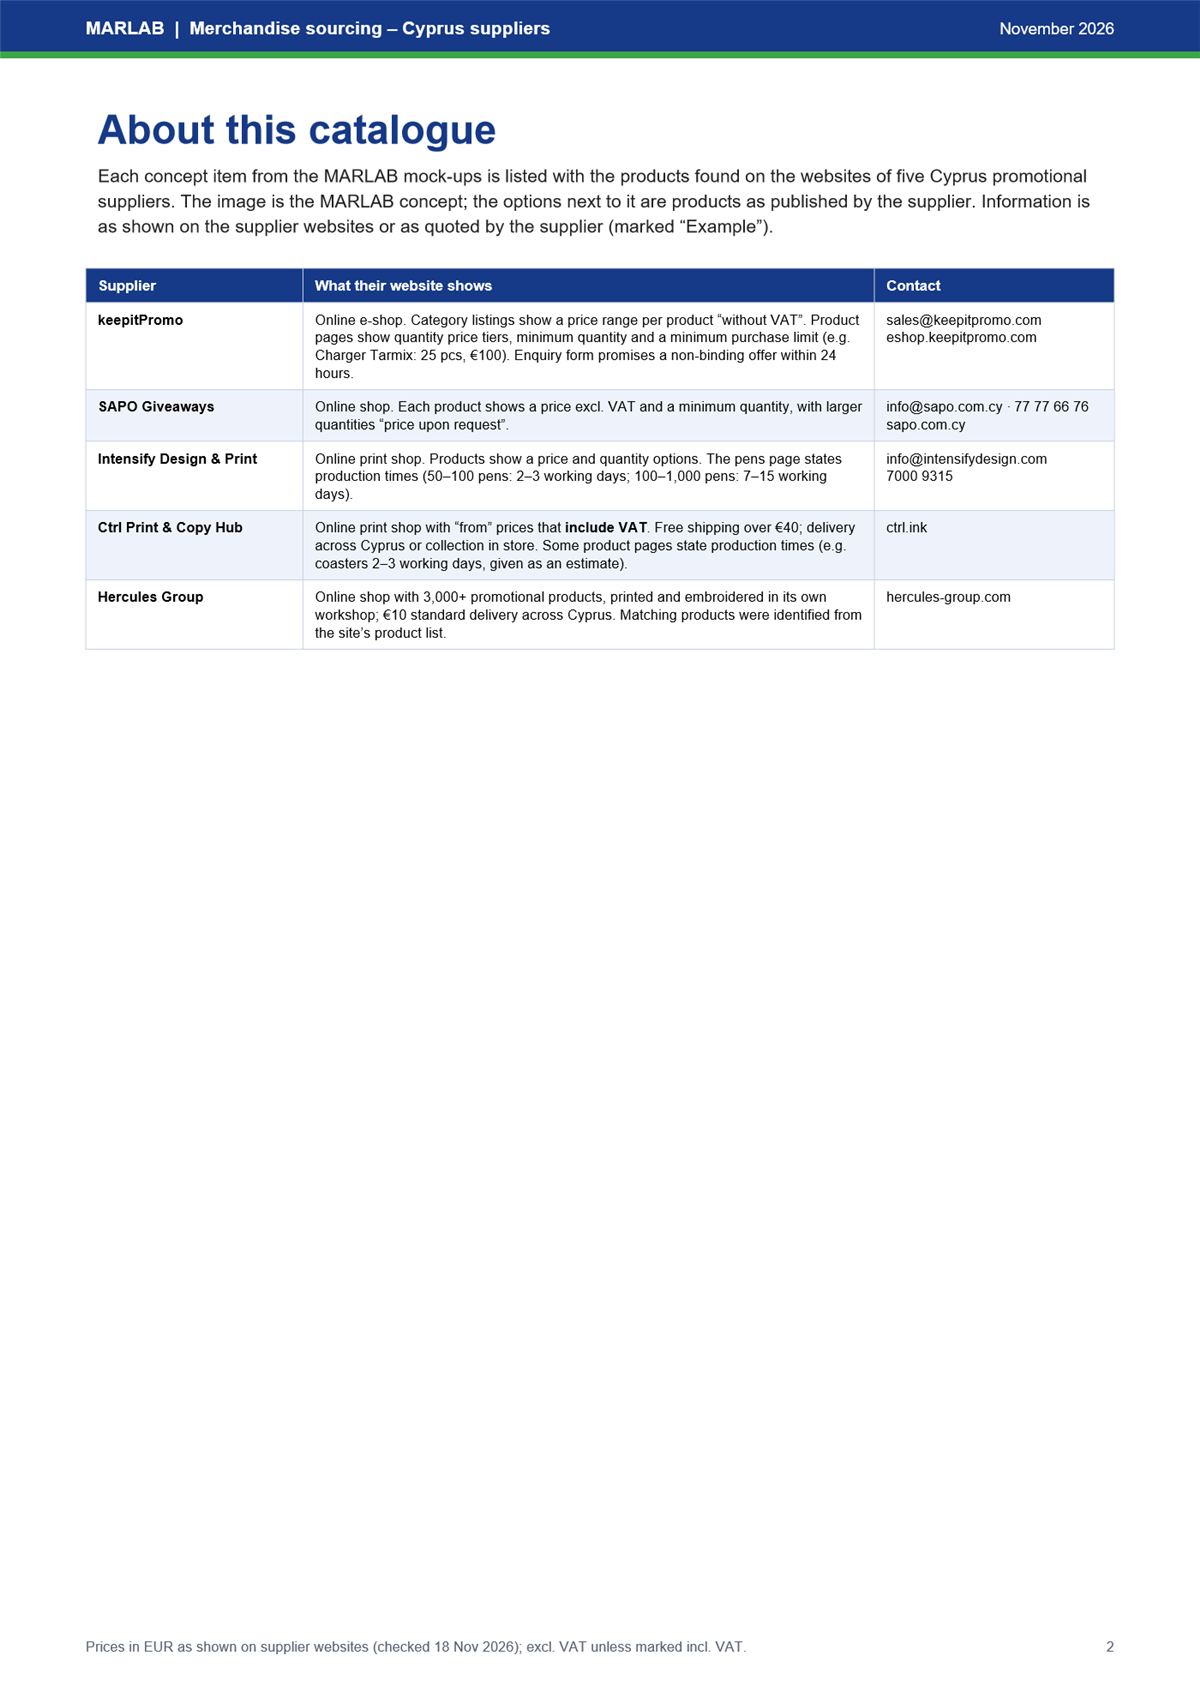 MARLAB | Merchandise sourcing – Cyprus suppliers
November 2026
About this catalogue
Each concept item from the MARLAB mock-ups is listed with the products found on the websites of five Cyprus promotional
suppliers. The image is the MARLAB concept; the options next to it are products as published by the supplier. Information is
as shown on the supplier websites or as quoted by the supplier (marked “Example”).
Supplier
What their website shows
Contact
keepitPromo
Online e-shop. Category listings show a price range per product “without VAT”. Product
pages show quantity price tiers, minimum quantity and a minimum purchase limit (e.g.
Charger Tarmix: 25 pcs, €100). Enquiry form promises a non-binding offer within 24
hours.
sales@keepitpromo.com
eshop.keepitpromo.com
SAPO Giveaways
Online shop. Each product shows a price excl. VAT and a minimum quantity, with larger
quantities “price upon request”.
info@sapo.com.cy · 77 77 66 76
sapo.com.cy
Intensify Design & Print
Online print shop. Products show a price and quantity options. The pens page states
production times (50–100 pens: 2–3 working days; 100–1,000 pens: 7–15 working
days).
info@intensifydesign.com
7000 9315
Ctrl Print & Copy Hub
Online print shop with “from” prices that include VAT. Free shipping over €40; delivery
across Cyprus or collection in store. Some product pages state production times (e.g.
coasters 2–3 working days, given as an estimate).
ctrl.ink
Hercules Group
Online shop with 3,000+ promotional products, printed and embroidered in its own
workshop; €10 standard delivery across Cyprus. Matching products were identified from
the site’s product list.
hercules-group.com
Prices in EUR as shown on supplier websites (checked 18 Nov 2026); excl. VAT unless marked incl. VAT.
2